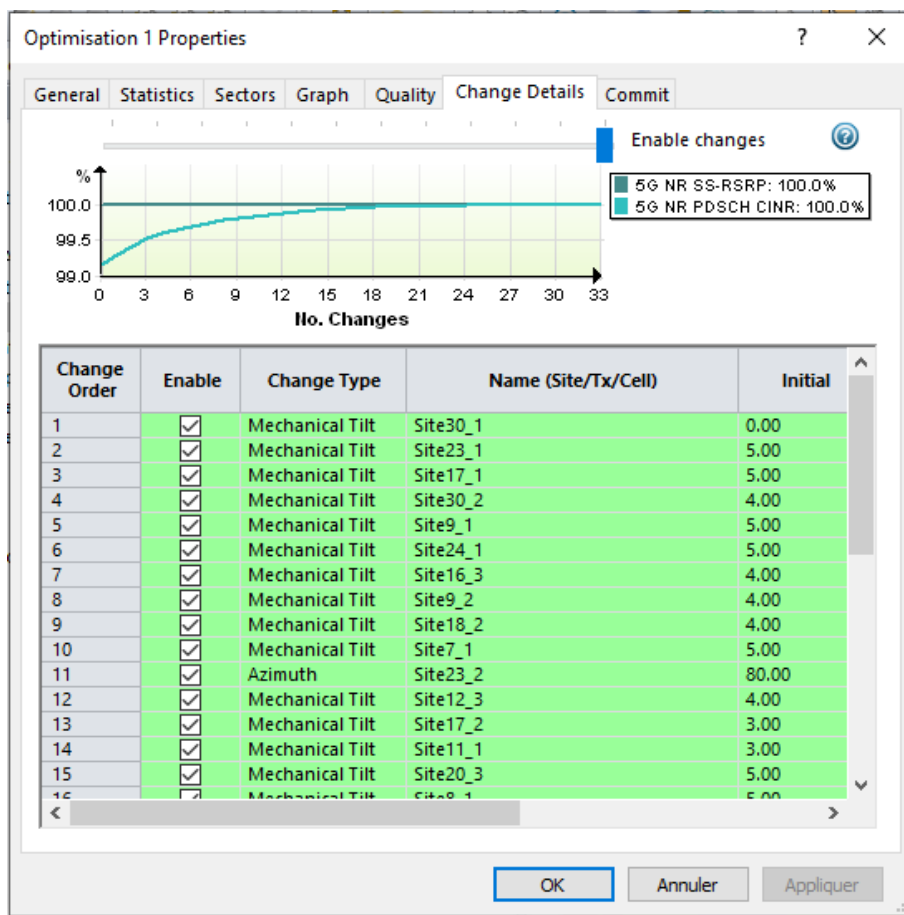 Optimisation 1 Properties ? ×
General Statistics Sectors Graph Quality Change Details Commit
Enable changes ?
%
5G NR SS-RSRP: 100.0%
5G NR PDSCH CINR: 100.0%
100.0
99.5
99.0
0 3 6 9 12 15 18 21 24 27 30 33
No. Changes
Change Order Enable Change Type Name (Site/Tx/Cell) Initial
1 Mechanical Tilt Site30_1 0.00
2 Mechanical Tilt Site23_1 5.00
3 Mechanical Tilt Site17_1 5.00
4 Mechanical Tilt Site30_2 4.00
5 Mechanical Tilt Site9_1 5.00
6 Mechanical Tilt Site24_1 5.00
7 Mechanical Tilt Site16_3 4.00
8 Mechanical Tilt Site9_2 4.00
9 Mechanical Tilt Site18_2 4.00
10 Mechanical Tilt Site7_1 5.00
11 Azimuth Site23_2 80.00
12 Mechanical Tilt Site12_3 4.00
13 Mechanical Tilt Site17_2 3.00
14 Mechanical Tilt Site11_1 3.00
15 Mechanical Tilt Site20_3 5.00
16 Mechanical Tilt Site8_1 5.00
OK Annuler Appliquer